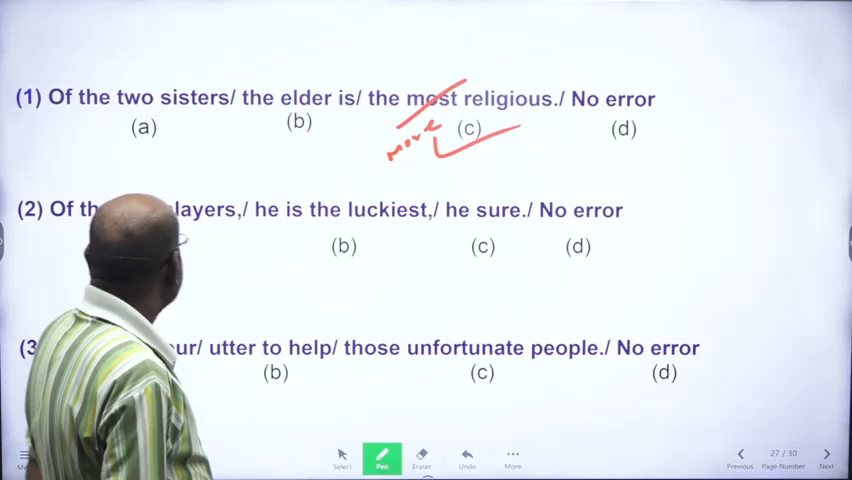 (1) Of the two sisters/ the elder is/ the most religious./ No error
(a) (b) (c) (d)
more
(2) Of layers,/ he is the luckiest,/ he sure./ No error
(b) (c) (d)
(3 ur/ utter to help/ those unfortunate people./ No error
(b) (c) (d)
Select Pen Eraser Undo More Previous 27 / 30 Page Number Next